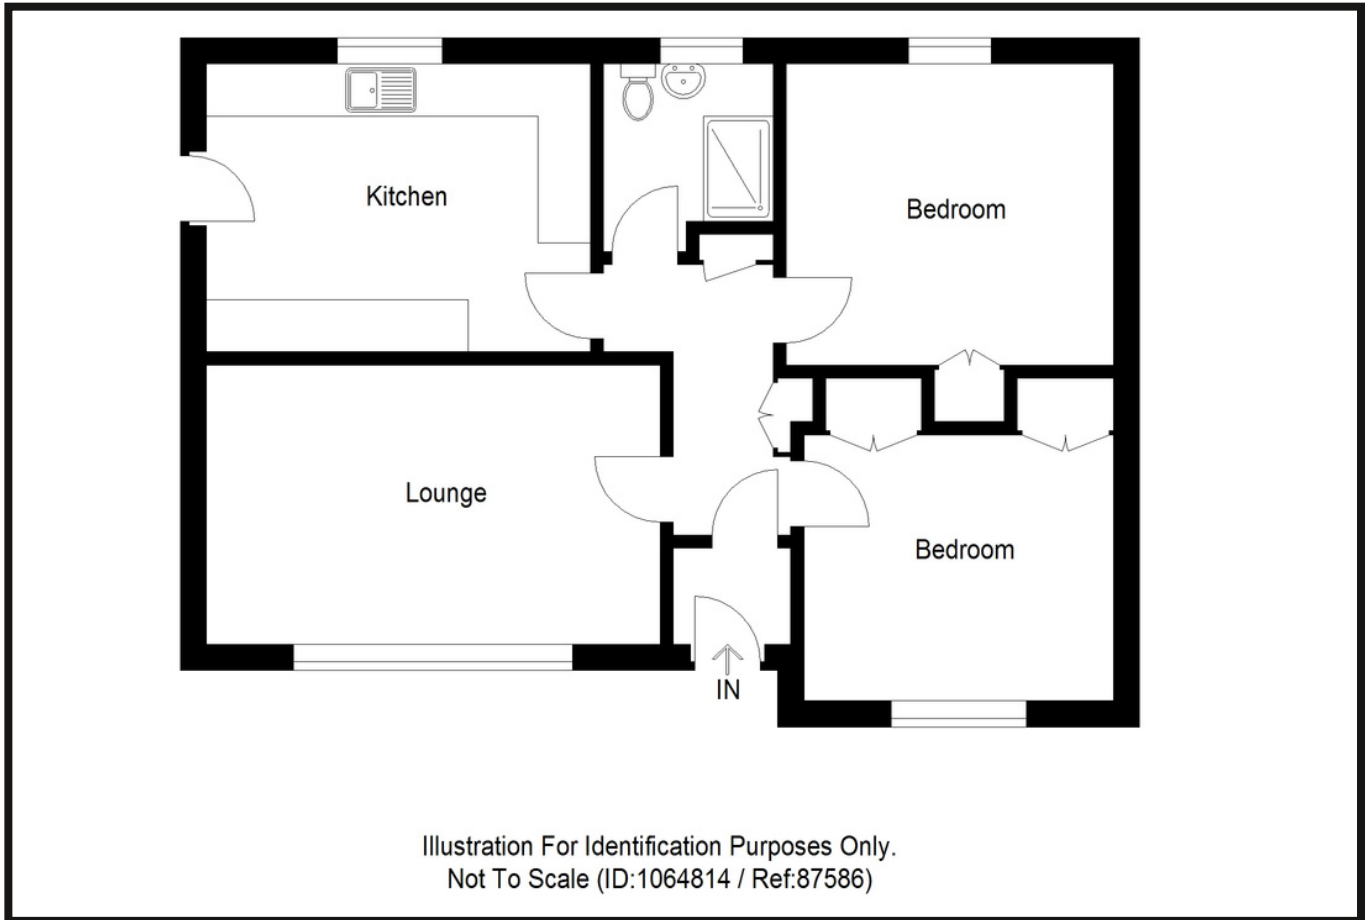 Kitchen
Bedroom
Lounge
Bedroom
IN
Illustration For Identification Purposes Only.
Not To Scale (ID:1064814 / Ref:87586)